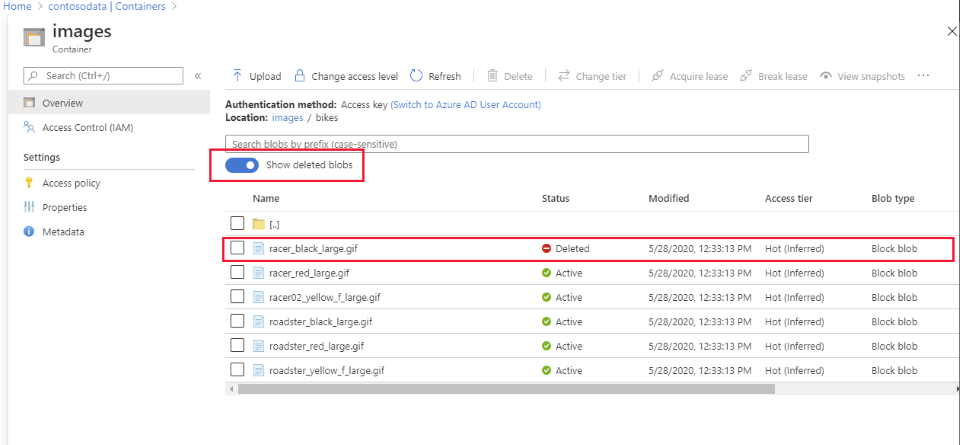 Home > contosodata | Containers >
images
Container
Search (Ctrl+/)
«
Overview
Access Control (IAM)
Settings
Access policy
Properties
Metadata
Upload Change access level Refresh Delete Change tier Acquire lease Break lease View snapshots ...
Authentication method: Access key (Switch to Azure AD User Account)
Location: images / bikes
Search blobs by prefix (case-sensitive)
Show deleted blobs
Name Status Modified Access tier Blob type
[..]
racer_black_large.gif Deleted 5/28/2020, 12:33:13 PM Hot (Inferred) Block blob
racer_red_large.gif Active 5/28/2020, 12:33:13 PM Hot (Inferred) Block blob
racer02_yellow_f_large.gif Active 5/28/2020, 12:33:13 PM Hot (Inferred) Block blob
roadster_black_large.gif Active 5/28/2020, 12:33:13 PM Hot (Inferred) Block blob
roadster_red_large.gif Active 5/28/2020, 12:33:13 PM Hot (Inferred) Block blob
roadster_yellow_f_large.gif Active 5/28/2020, 12:33:13 PM Hot (Inferred) Block blob